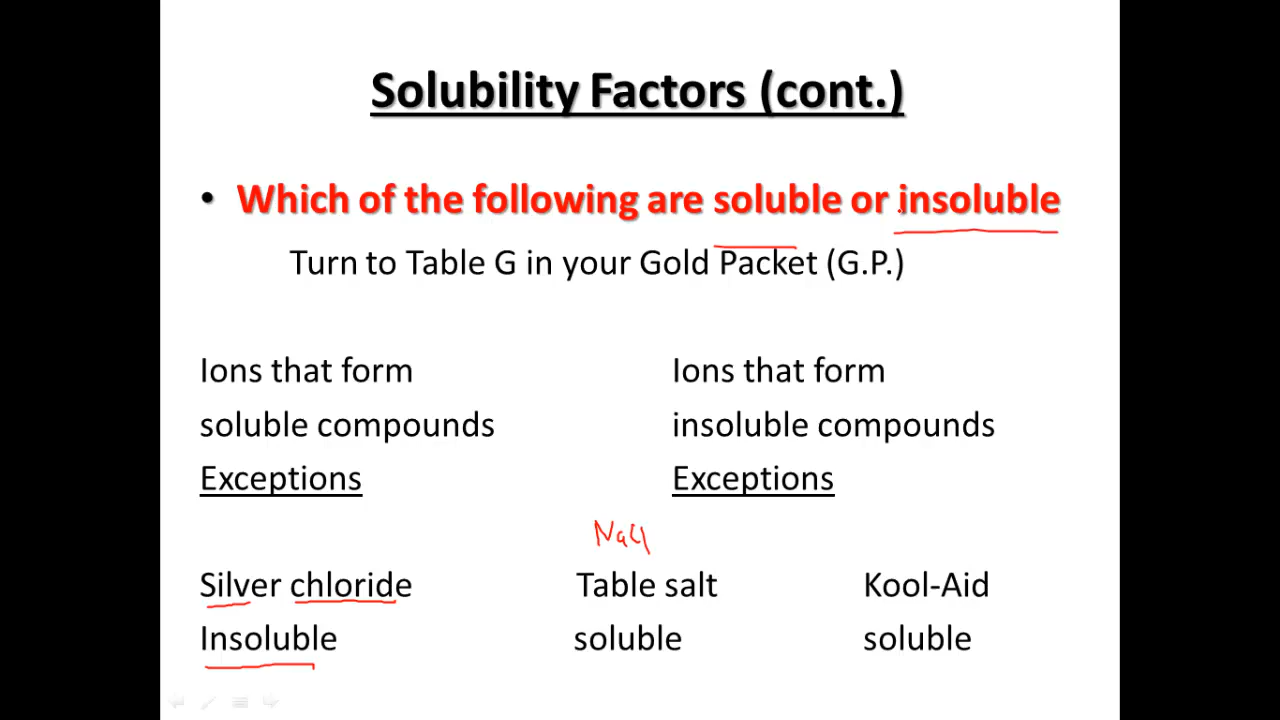 Solubility Factors (cont.)
• Which of the following are soluble or insoluble
Turn to Table G in your Gold Packet (G.P.)
Ions that form Ions that form
soluble compounds insoluble compounds
Exceptions Exceptions
NaCl
Silver chloride Table salt Kool-Aid
Insoluble soluble soluble